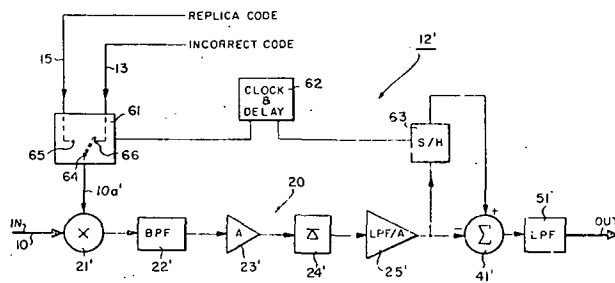 REPLICA CODE
INCORRECT CODE
15
13
12'
CLOCK & DELAY
62
61
63
S/H
65
64
66
10a'
20
+
IN
10
X
21'
BPF
22'
A
23'
Δ
24'
LPF/A
25'
−
Σ
41'
LPF
51'
OUT